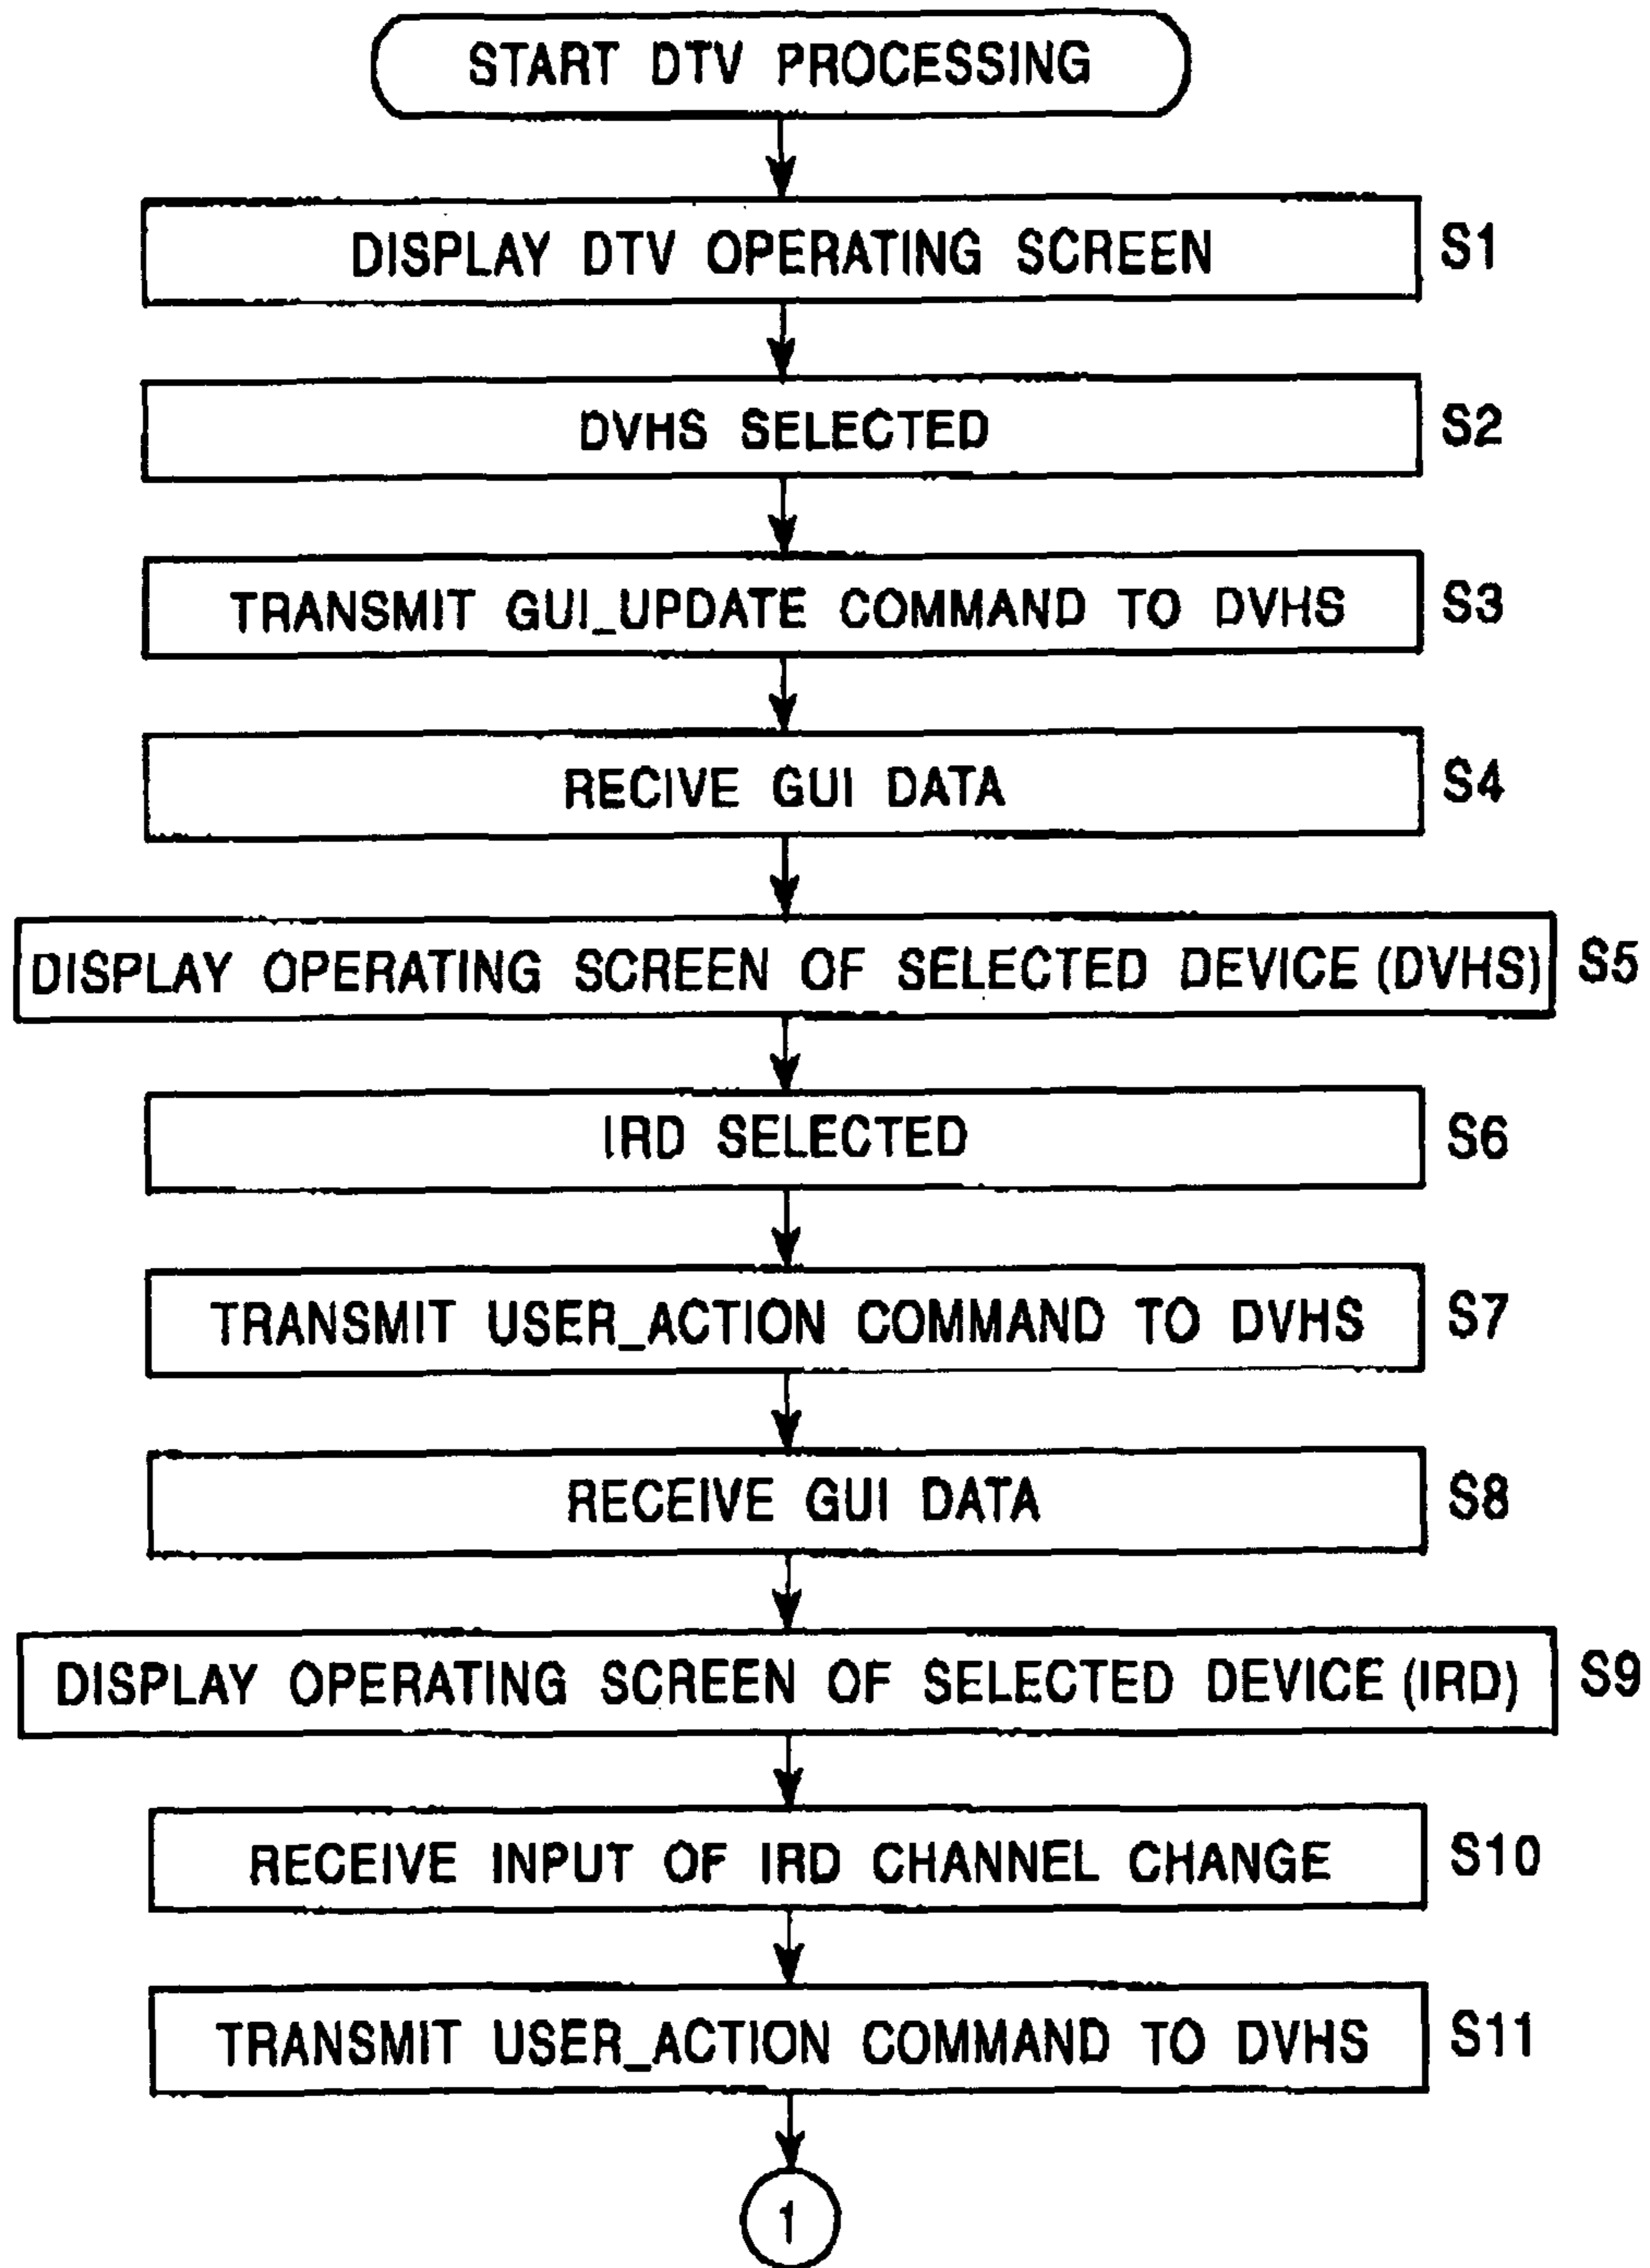 START DTV PROCESSING
DISPLAY DTV OPERATING SCREEN S1
DVHS SELECTED S2
TRANSMIT GUI_UPDATE COMMAND TO DVHS S3
RECIVE GUI DATA S4
DISPLAY OPERATING SCREEN OF SELECTED DEVICE (DVHS) S5
IRD SELECTED S6
TRANSMIT USER_ACTION COMMAND TO DVHS S7
RECEIVE GUI DATA S8
DISPLAY OPERATING SCREEN OF SELECTED DEVICE (IRD) S9
RECEIVE INPUT OF IRD CHANNEL CHANGE S10
TRANSMIT USER_ACTION COMMAND TO DVHS S11
1